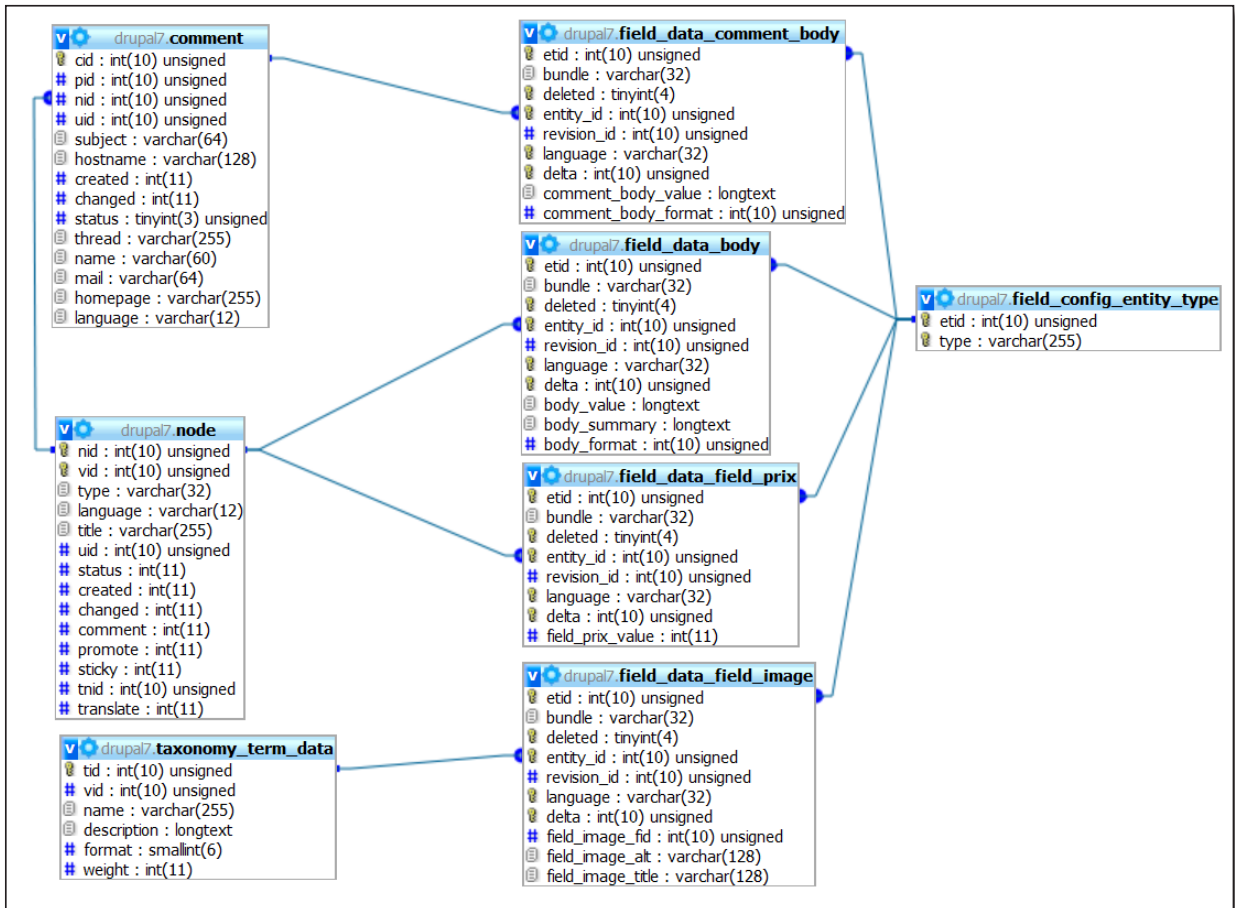 drupal7.comment
cid : int(10) unsigned
# pid : int(10) unsigned
# nid : int(10) unsigned
# uid : int(10) unsigned
subject : varchar(64)
hostname : varchar(128)
# created : int(11)
# changed : int(11)
# status : tinyint(3) unsigned
thread : varchar(255)
name : varchar(60)
mail : varchar(64)
homepage : varchar(255)
language : varchar(12)
drupal7.node
nid : int(10) unsigned
vid : int(10) unsigned
type : varchar(32)
language : varchar(12)
title : varchar(255)
# uid : int(10) unsigned
# status : int(11)
# created : int(11)
# changed : int(11)
# comment : int(11)
# promote : int(11)
# sticky : int(11)
# tnid : int(10) unsigned
# translate : int(11)
drupal7.taxonomy_term_data
tid : int(10) unsigned
# vid : int(10) unsigned
name : varchar(255)
description : longtext
# format : smallint(6)
# weight : int(11)
drupal7.field_data_comment_body
etid : int(10) unsigned
bundle : varchar(32)
deleted : tinyint(4)
entity_id : int(10) unsigned
# revision_id : int(10) unsigned
language : varchar(32)
delta : int(10) unsigned
comment_body_value : longtext
# comment_body_format : int(10) unsigned
drupal7.field_data_body
etid : int(10) unsigned
bundle : varchar(32)
deleted : tinyint(4)
entity_id : int(10) unsigned
# revision_id : int(10) unsigned
language : varchar(32)
delta : int(10) unsigned
body_value : longtext
body_summary : longtext
# body_format : int(10) unsigned
drupal7.field_data_field_prix
etid : int(10) unsigned
bundle : varchar(32)
deleted : tinyint(4)
entity_id : int(10) unsigned
# revision_id : int(10) unsigned
language : varchar(32)
delta : int(10) unsigned
# field_prix_value : int(11)
drupal7.field_data_field_image
etid : int(10) unsigned
bundle : varchar(32)
deleted : tinyint(4)
entity_id : int(10) unsigned
# revision_id : int(10) unsigned
language : varchar(32)
delta : int(10) unsigned
# field_image_fid : int(10) unsigned
field_image_alt : varchar(128)
field_image_title : varchar(128)
drupal7.field_config_entity_type
etid : int(10) unsigned
type : varchar(255)